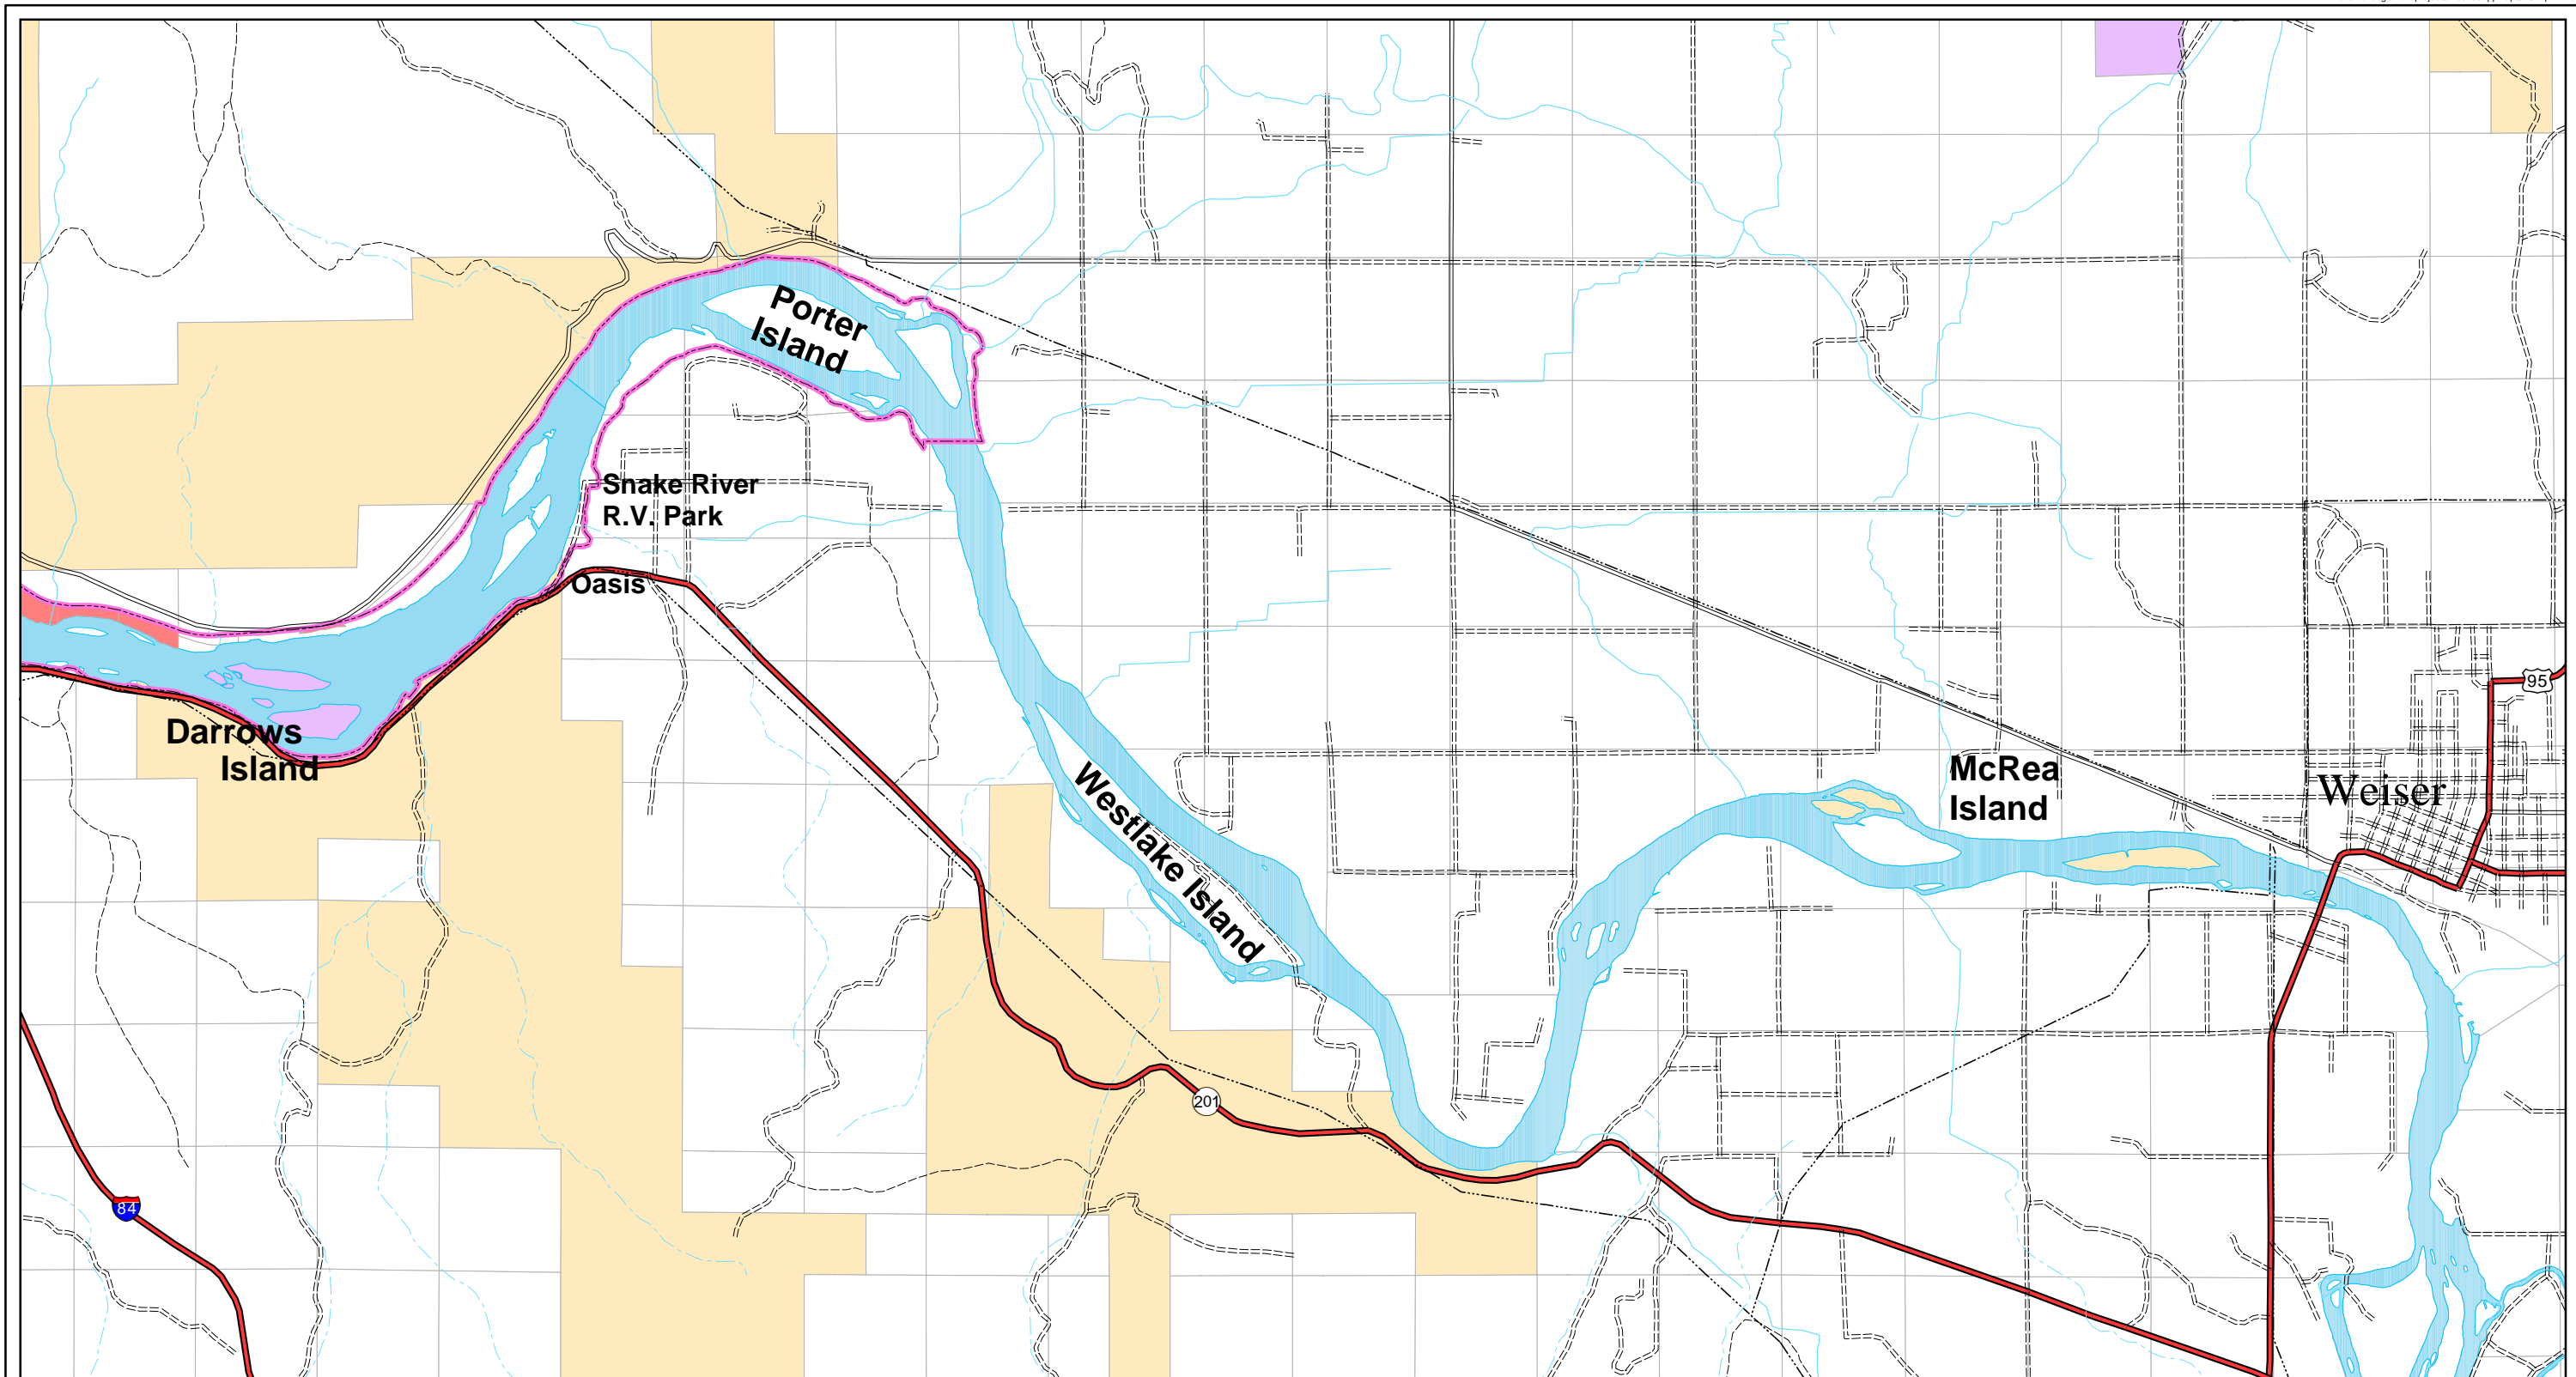 Porter
Island
Snake River
R.V. Park
Oasis
95
Darrows
Island
McRea
Island
Weiser
Westlake Island
201
84